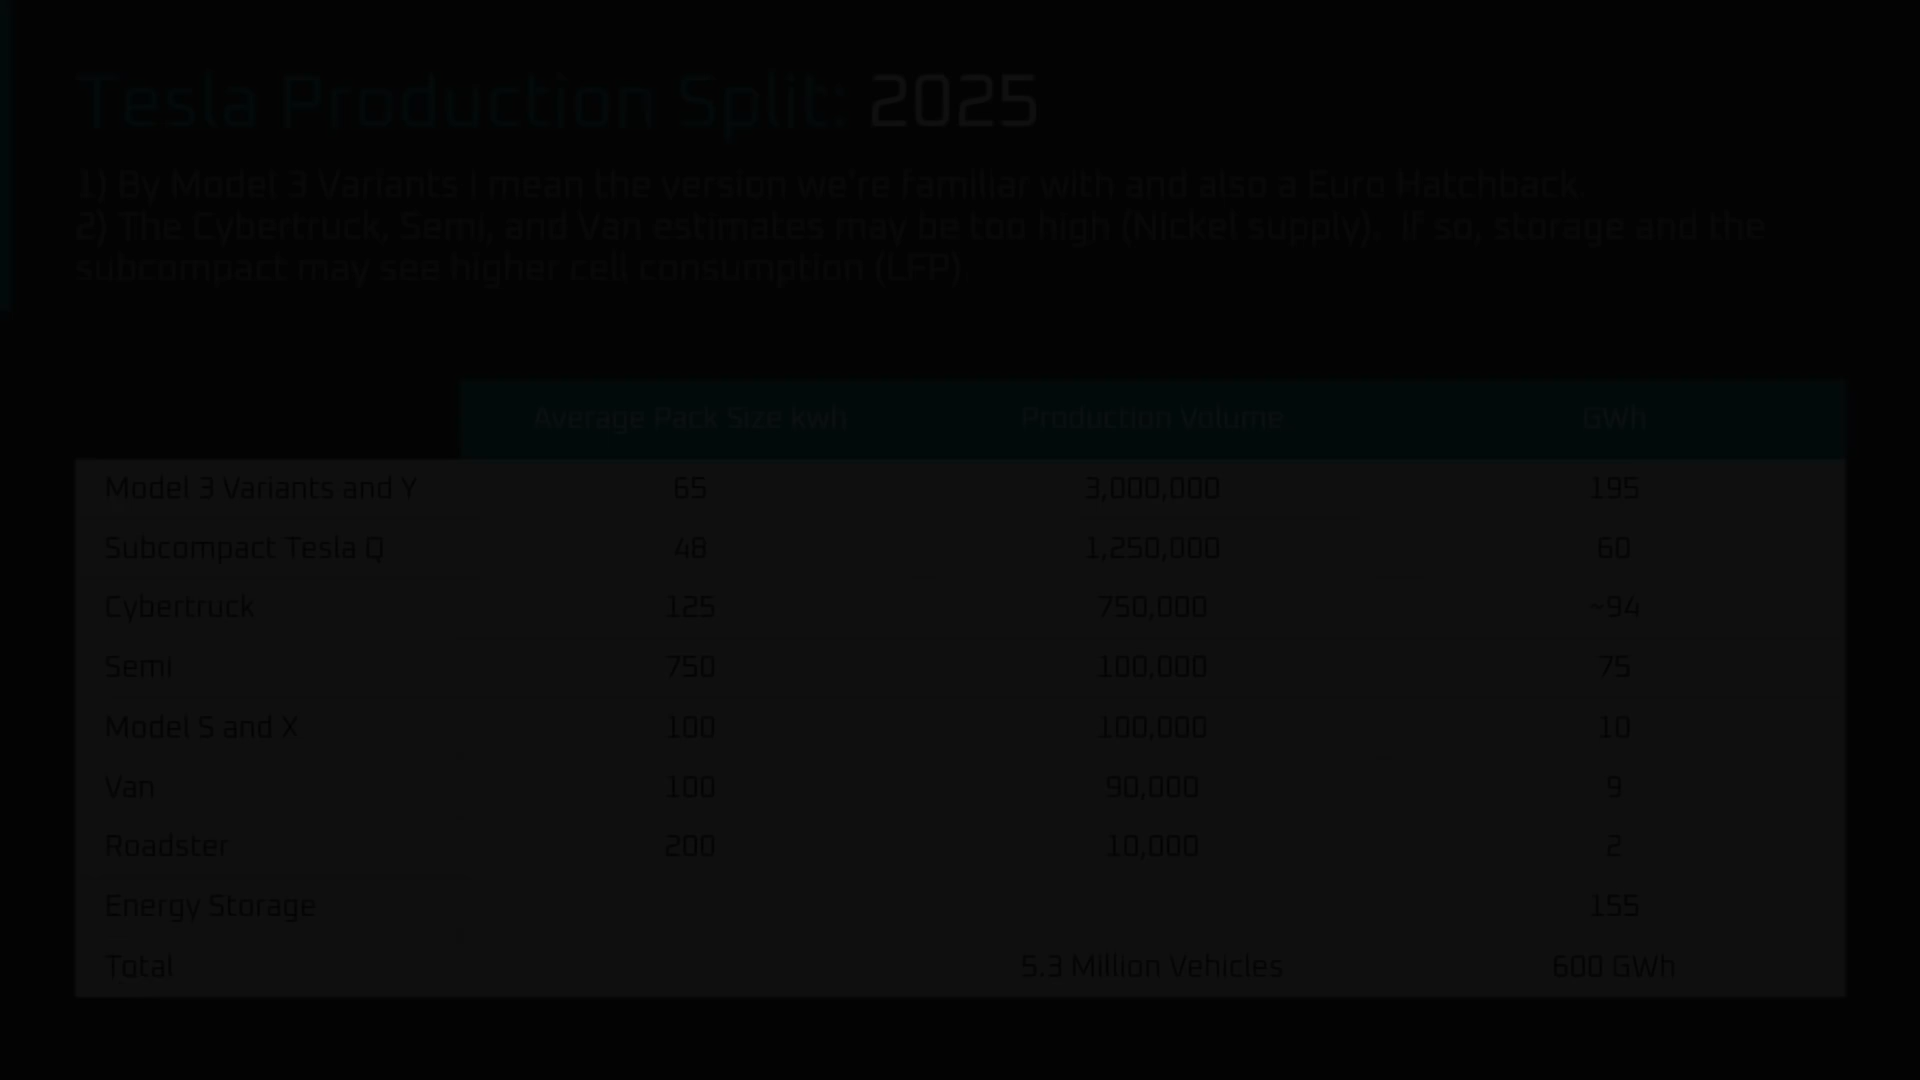 Tesla Production Split: 2025
1) By Model 3 Variants I mean the version we're familiar with and also a Euro Hatchback.
2) The Cybertruck, Semi, and Van estimates may be too high (Nickel supply). If so, storage and the
subcompact may see higher cell consumption (LFP)
Average Pack Size kwh Production Volume GWh
Model 3 Variants and Y 65 3,000,000 195
Subcompact Tesla Q 48 1,250,000 60
Cybertruck 125 750,000 ~94
Semi 750 100,000 75
Model S and X 100 100,000 10
Van 100 90,000 9
Roadster 200 10,000 2
Energy Storage 155
Total 5.3 Million Vehicles 600 GWh